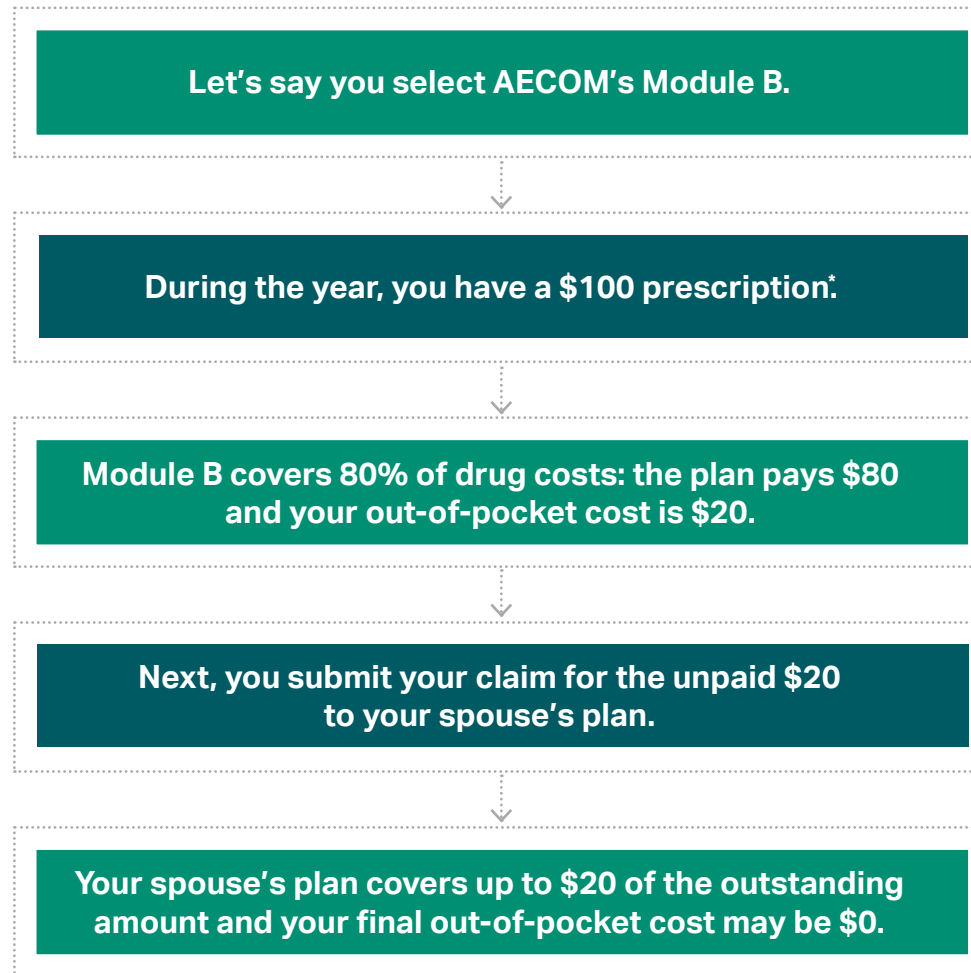 Let's say you select AECOM's Module B.
During the year, you have a $100 prescription*.
Module B covers 80% of drug costs: the plan pays $80
and your out-of-pocket cost is $20.
Next, you submit your claim for the unpaid $20
to your spouse's plan.
Your spouse's plan covers up to $20 of the outstanding
amount and your final out-of-pocket cost may be $0.